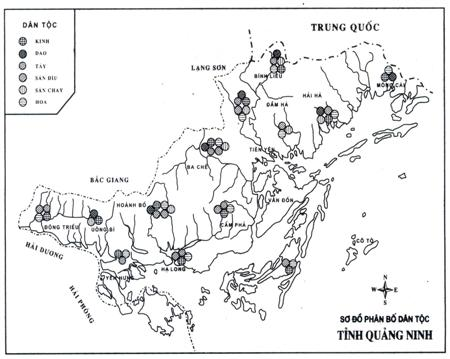 DÂN TỘC
KINH
DAO
TÀY
SÁN DÌU
SÁN CHAY
HOA
TRUNG QUỐC
LẠNG SƠN
BÌNH LIÊU
HẢI HÀ
MÓNG CÁI
ĐẦM HÀ
TIÊN YÊN
BA CHẼ
BẮC GIANG
HOÀNH BỒ
VÂN ĐỒN
ĐÔNG TRIỀU
UÔNG BÍ
CẨM PHẢ
HẢI DƯƠNG
CÔ TÔ
HẠ LONG
YÊN HƯNG
HẢI PHÒNG
N
W E
S
SƠ ĐỒ PHÂN BỐ DÂN TỘC
TỈNH QUẢNG NINH